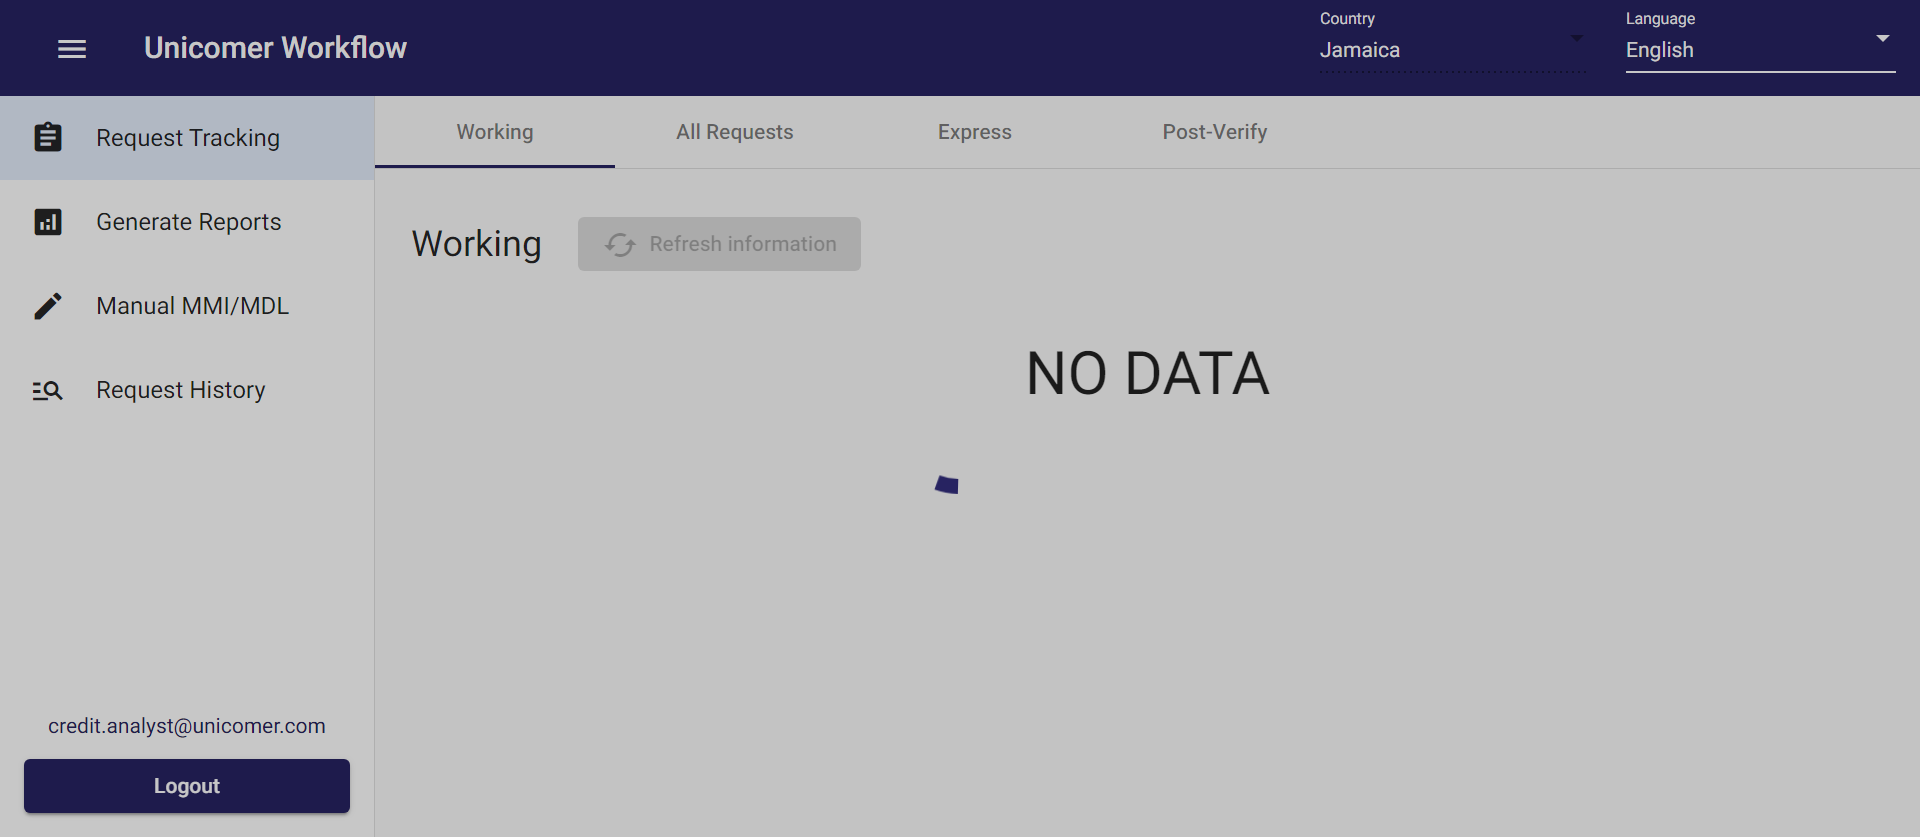 Unicomer Workflow
Country
Jamaica
Language
English
Request Tracking
Generate Reports
Manual MMI/MDL
Request History
credit.analyst@unicomer.com
Logout
Working
All Requests
Express
Post-Verify
Working
Refresh information
NO DATA